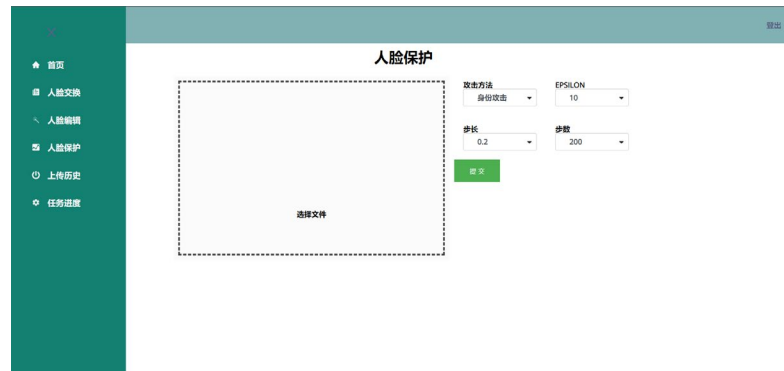 登出
首页
人脸交换
人脸编辑
人脸保护
上传历史
任务进度
人脸保护
选择文件
攻击方法
身份攻击
EPSILON
10
步长
0.2
步数
200
提交